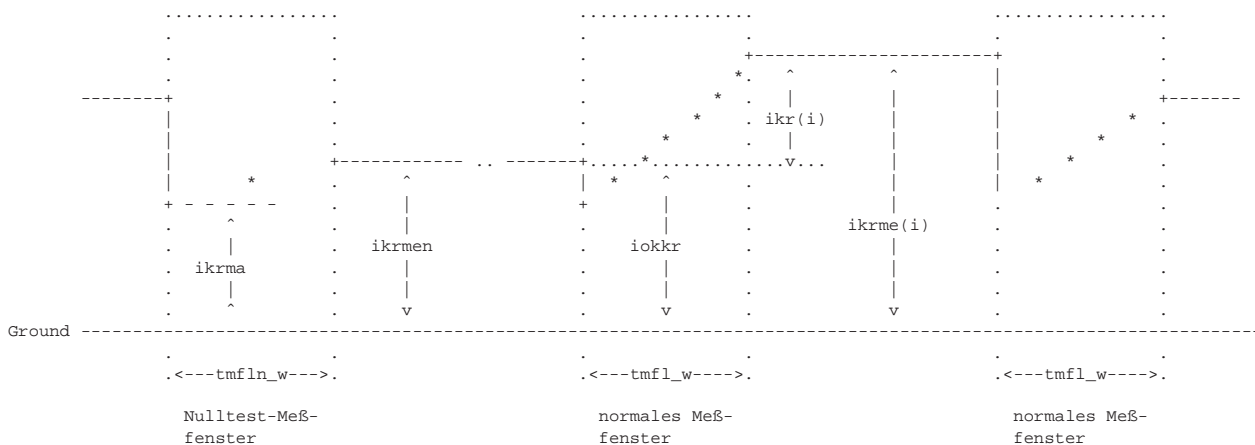 ikr(i)
ikrma
ikrmen
iokkr
ikrme(i)
Ground
<---tmfln_w--->
<---tmfl_w---->
<---tmfl_w---->
Nulltest-Meß-
fenster
normales Meß-
fenster
normales Meß-
fenster